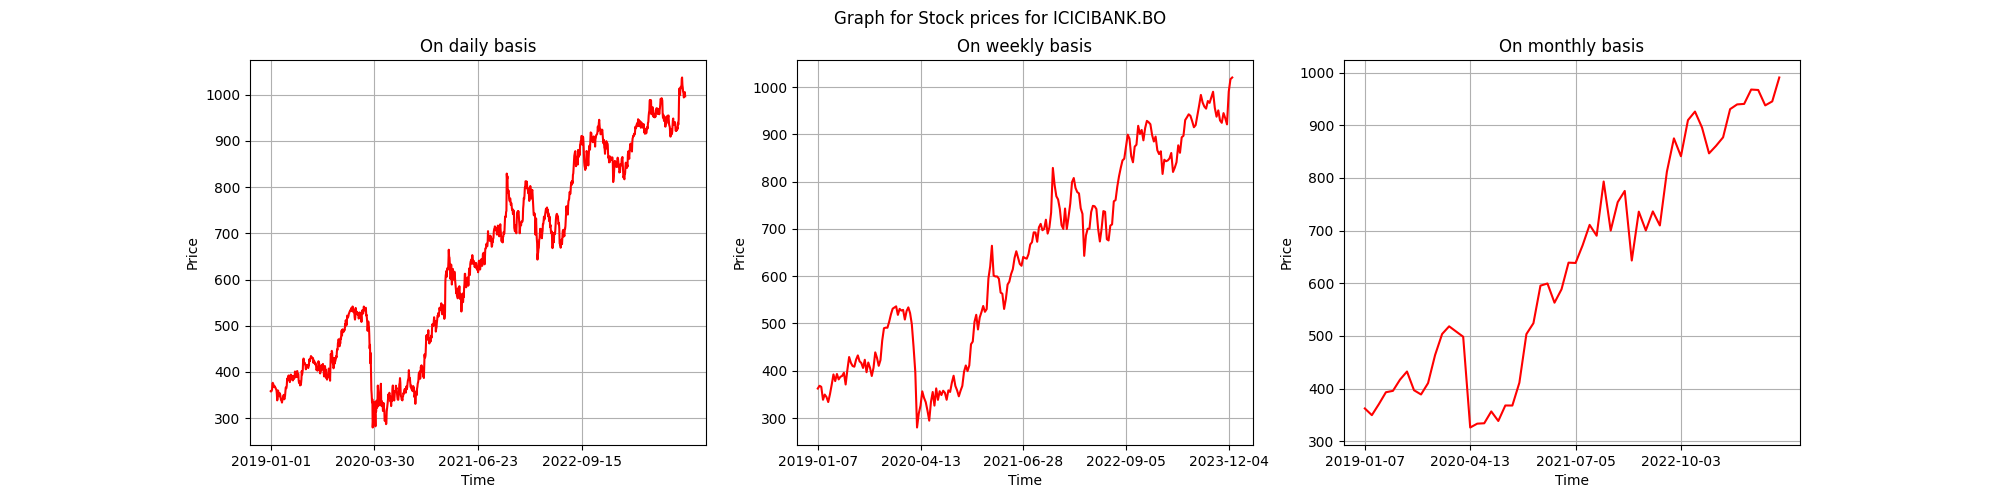 Graph for Stock prices for ICICIBANK.BO
On daily basis
1000
900
800
700
600
500
400
300
Price
2019-01-01 2020-03-30 2021-06-23 2022-09-15
Time
On weekly basis
1000
900
800
700
600
500
400
300
Price
2019-01-07 2020-04-13 2021-06-28 2022-09-05 2023-12-04
Time
On monthly basis
1000
900
800
700
600
500
400
300
Price
2019-01-07 2020-04-13 2021-07-05 2022-10-03
Time